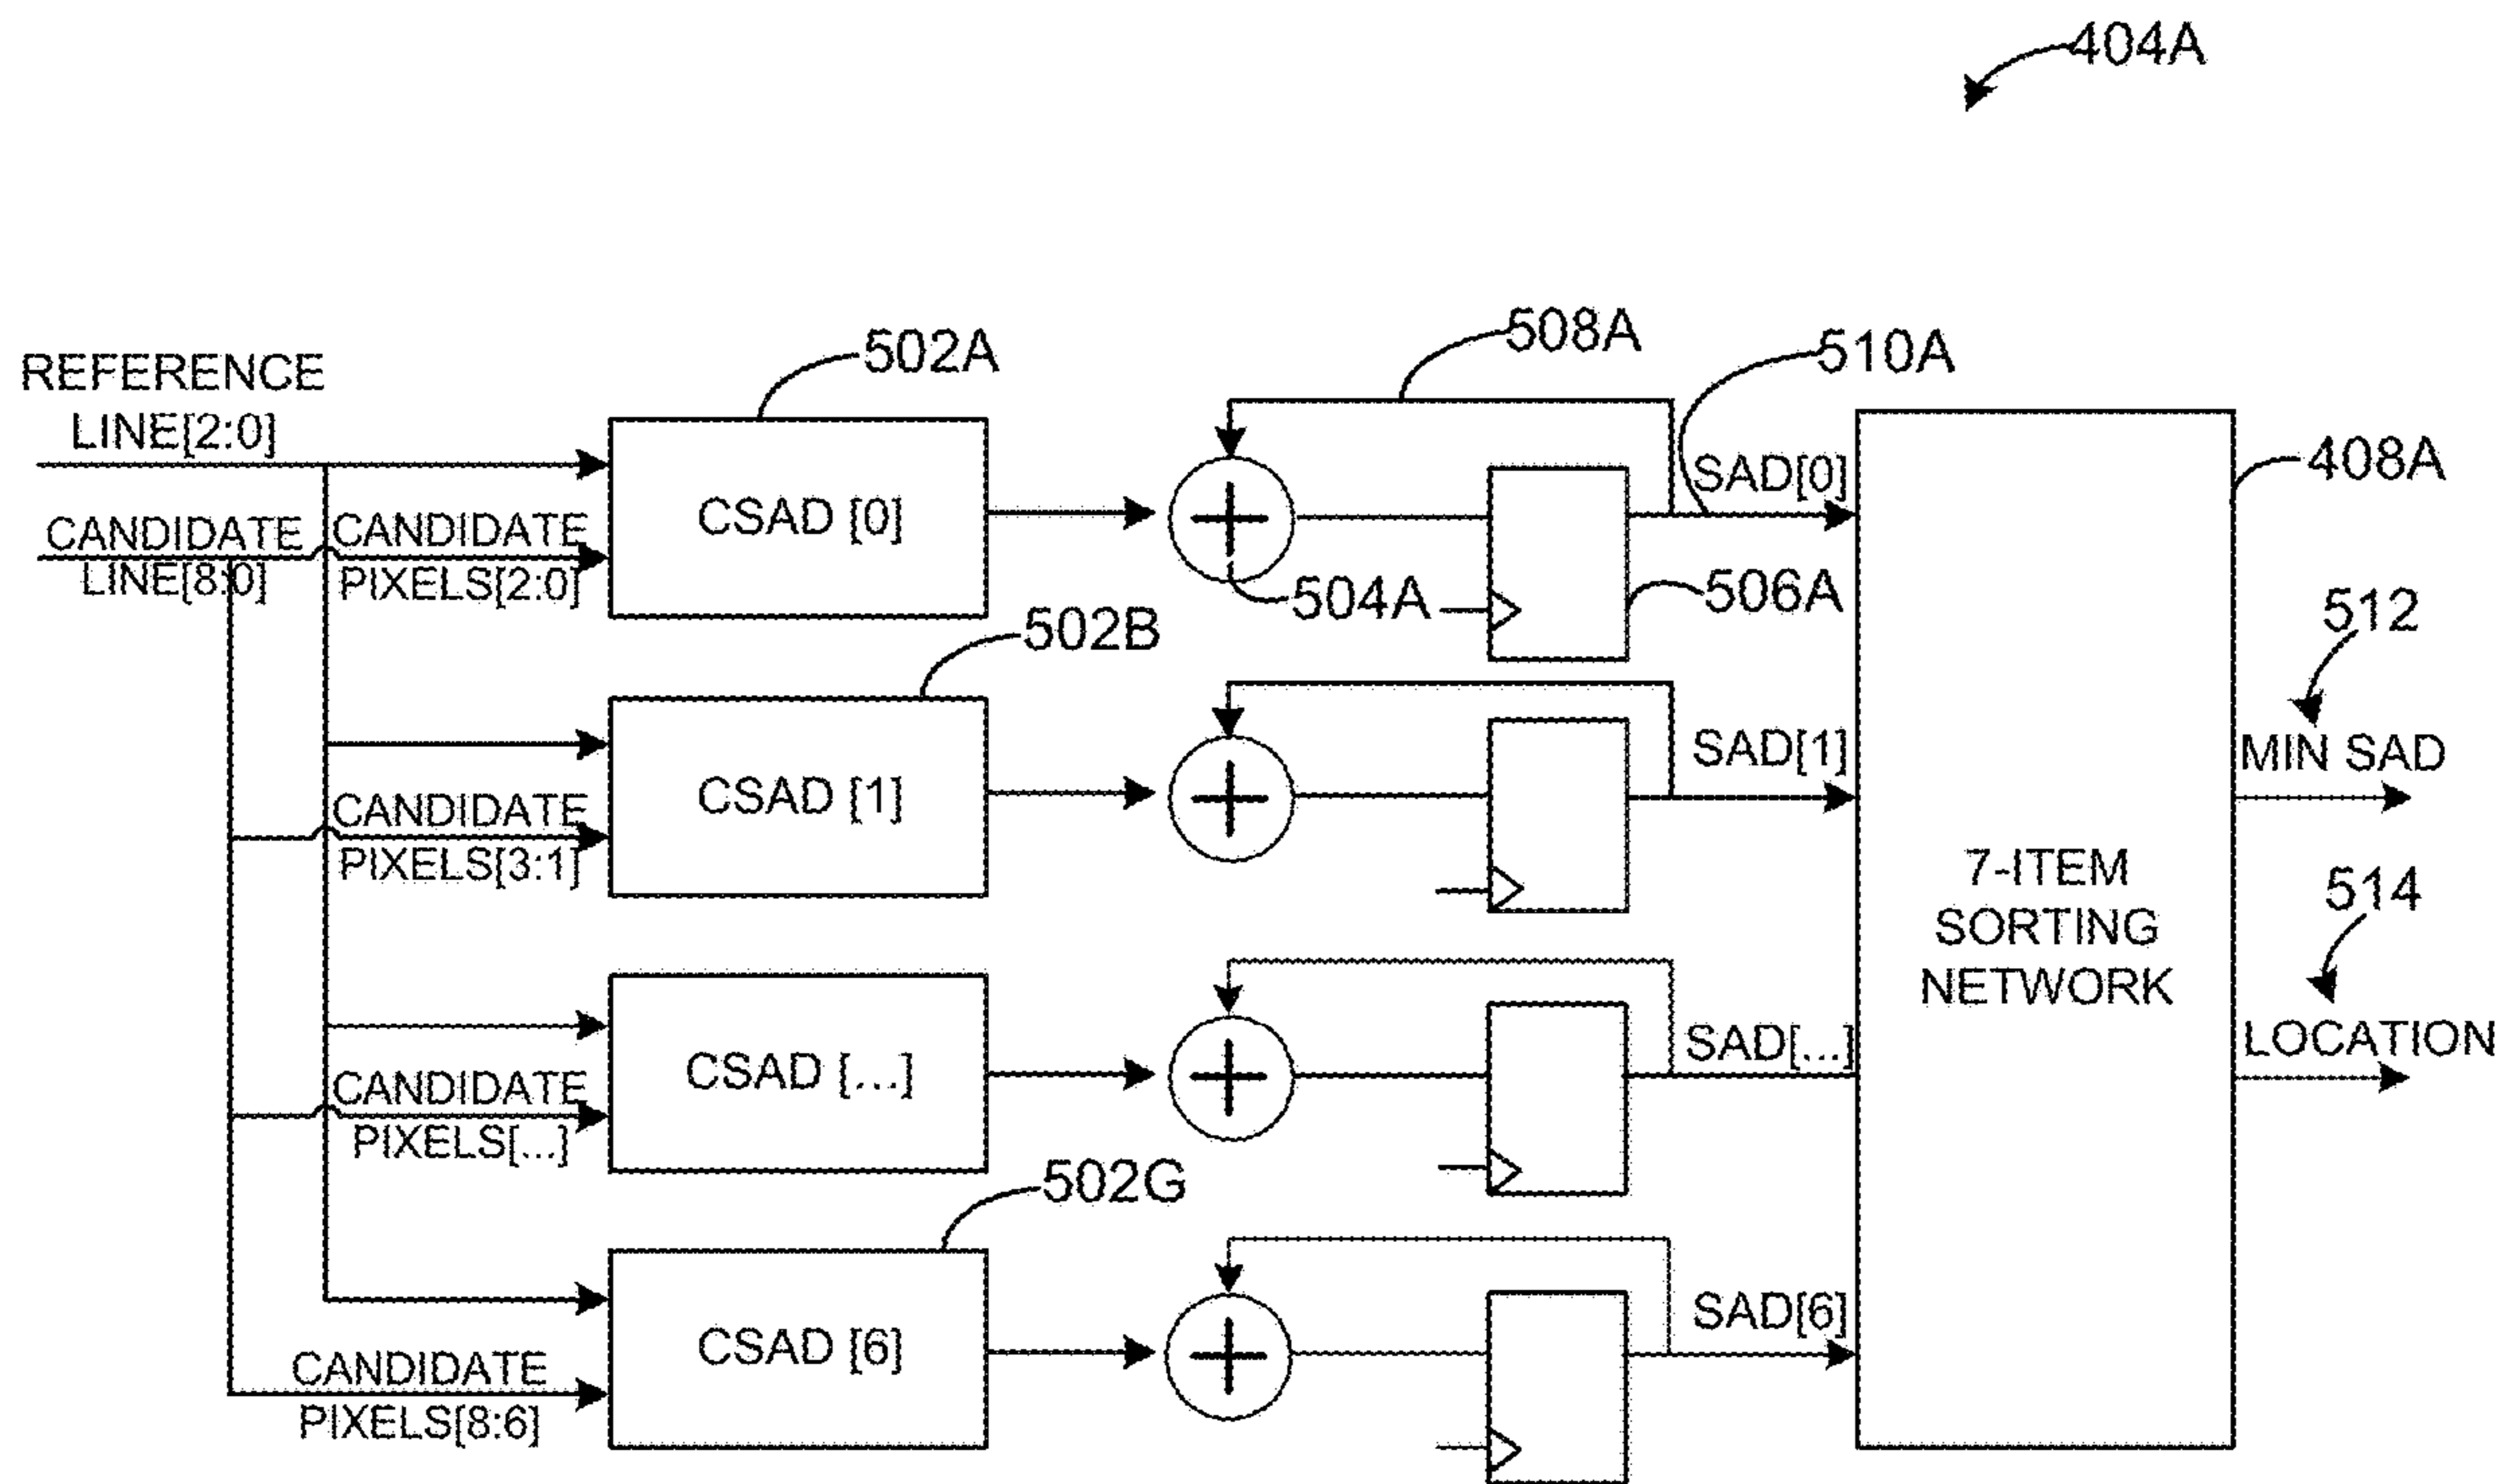 404A
508A
502A
510A
REFERENCE
LINE[2:0]
408A
SAD[0]
CSAD [0]
CANDIDATE
LINE[8:0]
CANDIDATE
PIXELS[2:0]
504A
506A
512
502B
SAD[1]
MIN SAD
CSAD [1]
CANDIDATE
PIXELS[3:1]
7-ITEM
SORTING
NETWORK
514
SAD[...]
LOCATION
CSAD [...]
CANDIDATE
PIXELS[...]
502G
SAD[6]
CSAD [6]
CANDIDATE
PIXELS[8:6]